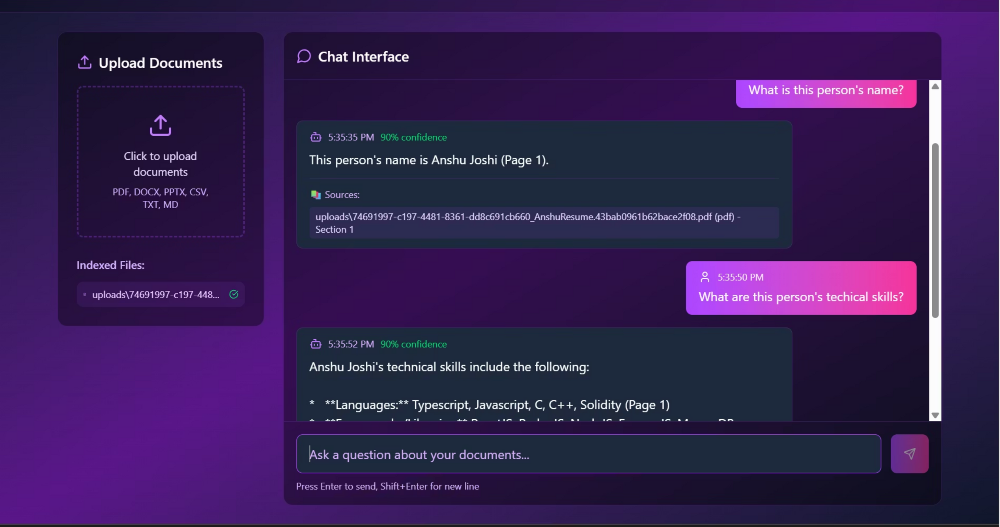 Upload Documents
Click to upload
documents
PDF, DOCX, PPTX, CSV,
TXT, MD
Indexed Files:
uploads\74691997-c197-448...
Chat Interface
What is this person's name?
5:35:35 PM 90% confidence
This person's name is Anshu Joshi (Page 1).
Sources:
uploads\74691997-c197-4481-8361-dd8c691cb660_AnshuResume.43bab0961b62bace2f08.pdf (pdf) -
Section 1
5:35:50 PM
What are this person's techical skills?
5:35:52 PM 90% confidence
Anshu Joshi's technical skills include the following:
* **Languages:** Typescript, Javascript, C, C++, Solidity (Page 1)
Ask a question about your documents...
Press Enter to send, Shift+Enter for new line